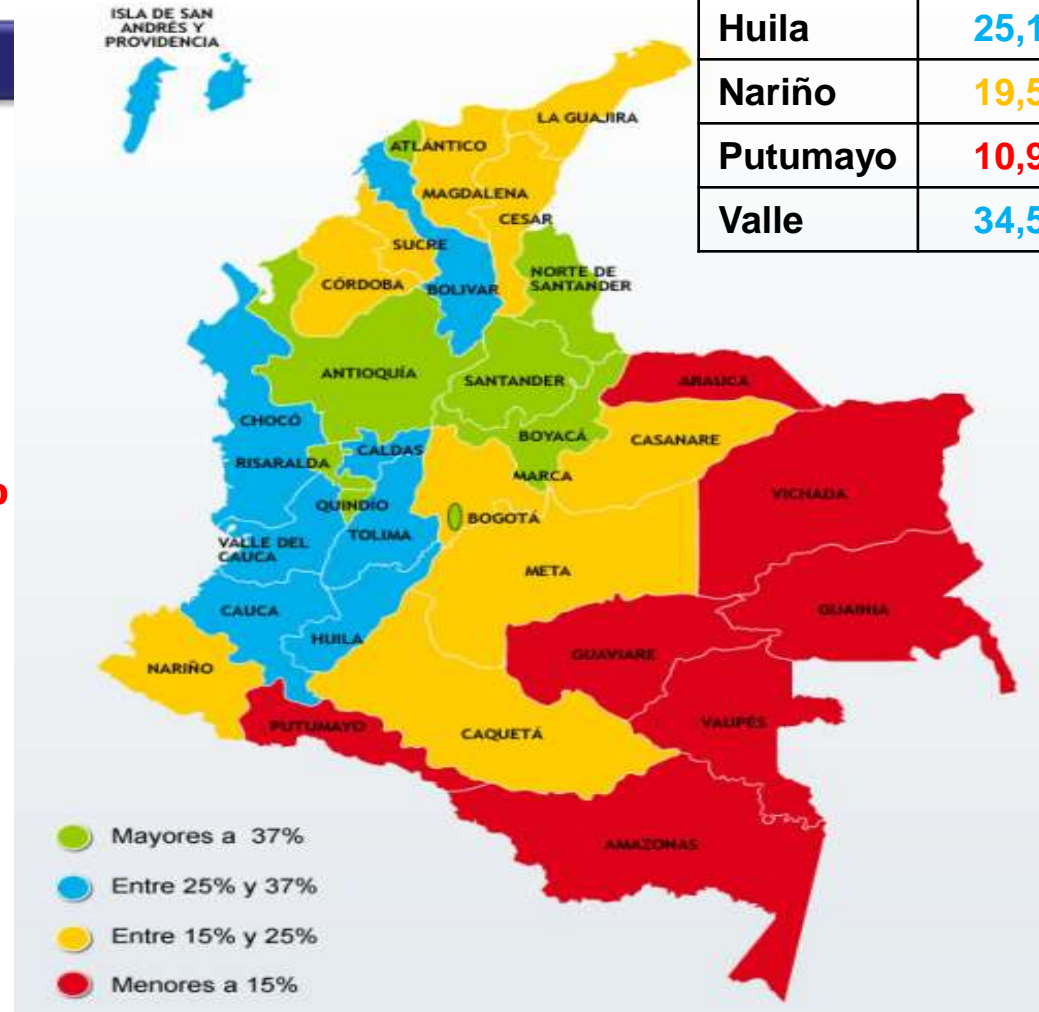 ISLA DE SAN
ANDRÉS Y
PROVIDENCIA
Huila 25,1
Nariño 19,5
Putumayo 10,9
Valle 34,5
LA GUAJIRA
ATLÁNTICO
MAGDALENA
CESAR
SUCRE
CÓRDOBA
BOLIVAR
NORTE DE
SANTANDER
ANTIOQUÍA
SANTANDER
ARAUCA
CHOCÓ
BOYACÁ
CASANARE
CALDAS
RISARALDA
MARCA
VICHADA
QUINDIO
BOGOTÁ
TOLIMA
VALLE DEL
CAUCA
META
CAUCA
GUAINIA
HUILA
GUAVIARE
NARIÑO
PUTUMAYO
VAUPÉS
CAQUETÁ
AMAZONAS
Mayores a 37%
Entre 25% y 37%
Entre 15% y 25%
Menores a 15%